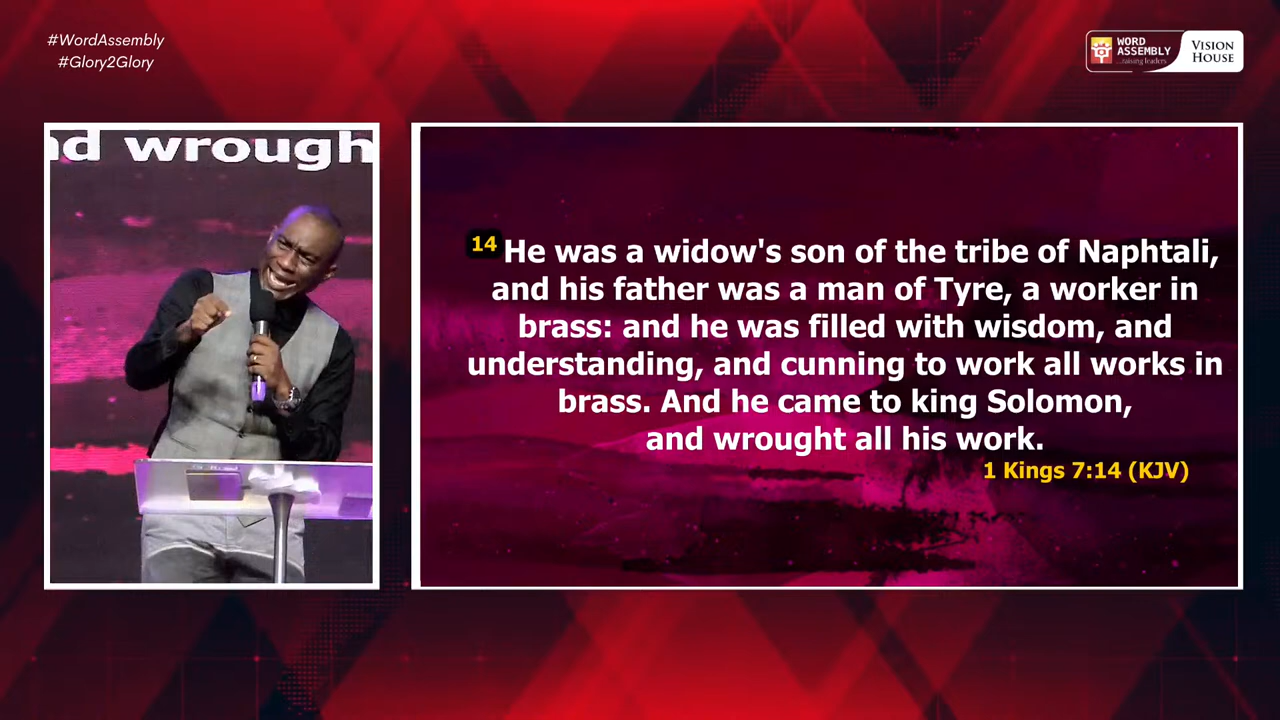 #WordAssembly
#Glory2Glory
WORD
ASSEMBLY
...raising leaders
VISION
HOUSE
wrough
14 He was a widow's son of the tribe of Naphtali,
and his father was a man of Tyre, a worker in
brass: and he was filled with wisdom, and
understanding, and cunning to work all works in
brass. And he came to king Solomon,
and wrought all his work.
1 Kings 7:14 (KJV)